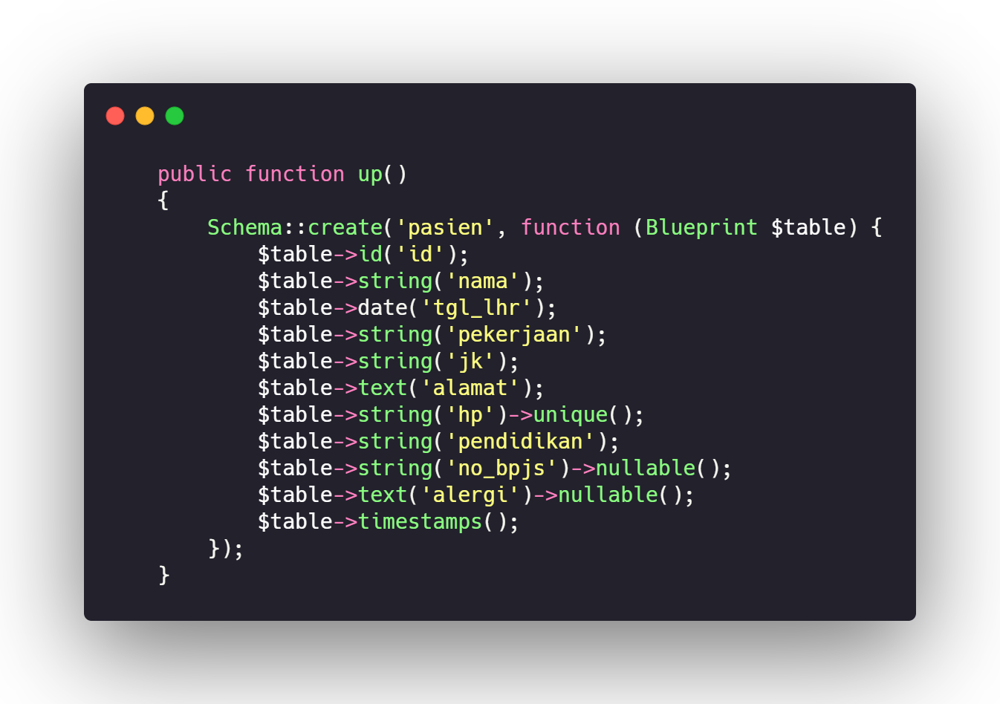 public function up()
{
    Schema::create('pasien', function (Blueprint $table) {
        $table->id('id');
        $table->string('nama');
        $table->date('tgl_lhr');
        $table->string('pekerjaan');
        $table->string('jk');
        $table->text('alamat');
        $table->string('hp')->unique();
        $table->string('pendidikan');
        $table->string('no_bpjs')->nullable();
        $table->text('alergi')->nullable();
        $table->timestamps();
    });
}